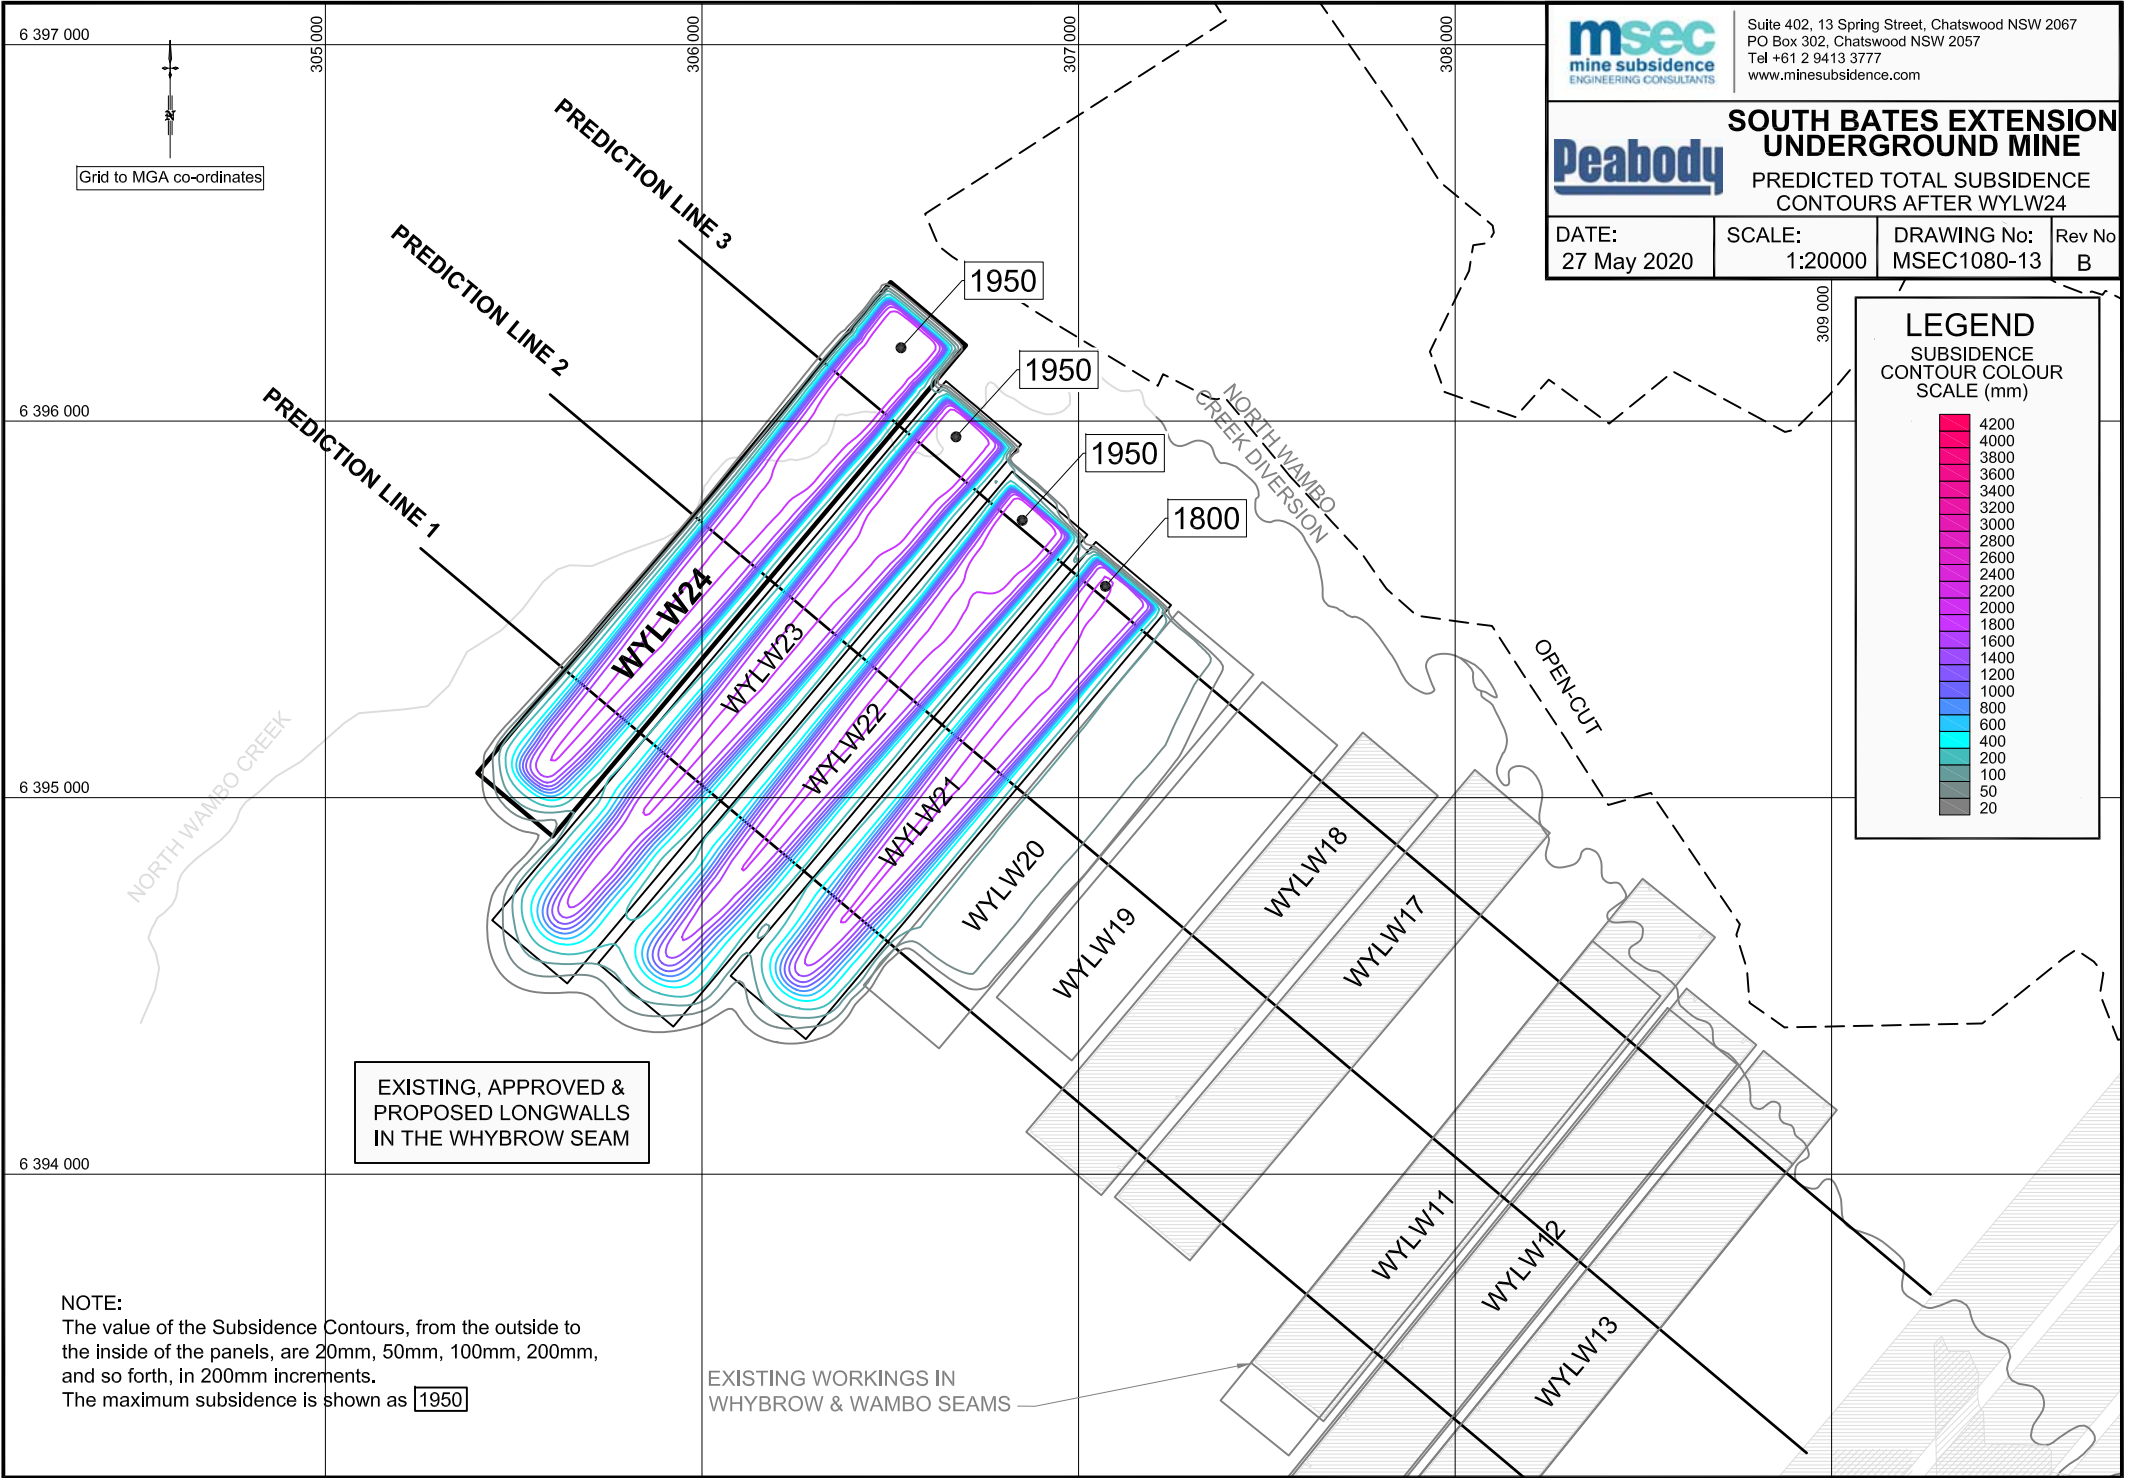 6 397 000
305 000
306 000
307 000
308 000
309 000
N
Grid to MGA co-ordinates
msec
mine subsidence
ENGINEERING CONSULTANTS
Suite 402, 13 Spring Street, Chatswood NSW 2067
PO Box 302, Chatswood NSW 2057
Tel +61 2 9413 3777
www.minesubsidence.com
Peabody
SOUTH BATES EXTENSION
UNDERGROUND MINE
PREDICTED TOTAL SUBSIDENCE
CONTOURS AFTER WYLW24
DATE:
27 May 2020
SCALE:
1:20000
DRAWING No:
MSEC1080-13
Rev No
B
LEGEND
SUBSIDENCE
CONTOUR COLOUR
SCALE (mm)
4200
4000
3800
3600
3400
3200
3000
2800
2600
2400
2200
2000
1800
1600
1400
1200
1000
800
600
400
200
100
50
20
PREDICTION LINE 3
PREDICTION LINE 2
PREDICTION LINE 1
1950
1950
1950
1800
6 396 000
6 395 000
6 394 000
NORTH WAMBO
CREEK DIVERSION
OPEN-CUT
NORTH WAMBO CREEK
WYLW24
WYLW23
WYLW22
WYLW21
WYLW20
WYLW19
WYLW18
WYLW17
WYLW11
WYLW12
WYLW13
EXISTING, APPROVED &
PROPOSED LONGWALLS
IN THE WHYBROW SEAM
NOTE:
The value of the Subsidence Contours, from the outside to
the inside of the panels, are 20mm, 50mm, 100mm, 200mm,
and so forth, in 200mm increments.
The maximum subsidence is shown as 1950
EXISTING WORKINGS IN
WHYBROW & WAMBO SEAMS